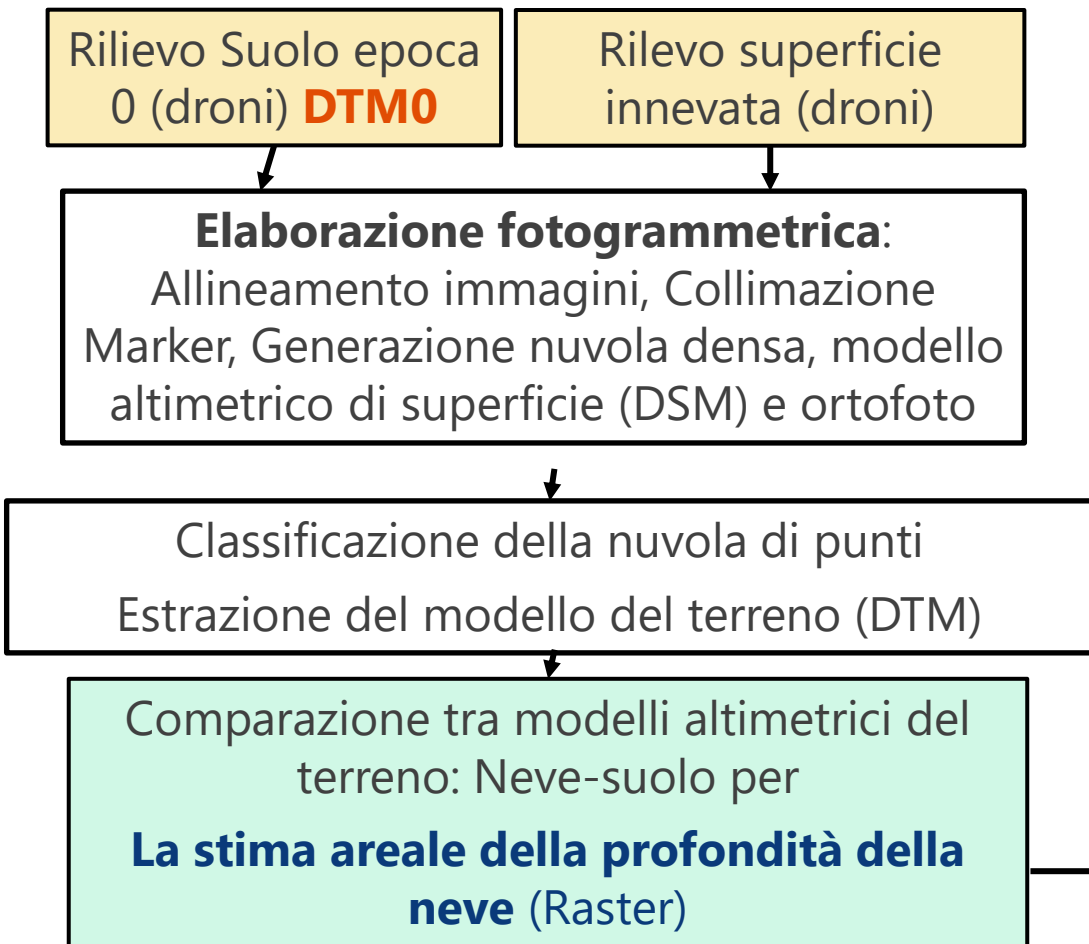 Rilievo Suolo epoca
0 (droni) DTM0
Rilevo superficie
innevata (droni)
Elaborazione fotogrammetrica:
Allineamento immagini, Collimazione
Marker, Generazione nuvola densa, modello
altimetrico di superficie (DSM) e ortofoto
Classificazione della nuvola di punti
Estrazione del modello del terreno (DTM)
Comparazione tra modelli altimetrici del
terreno: Neve-suolo per
La stima areale della profondità della
neve (Raster)